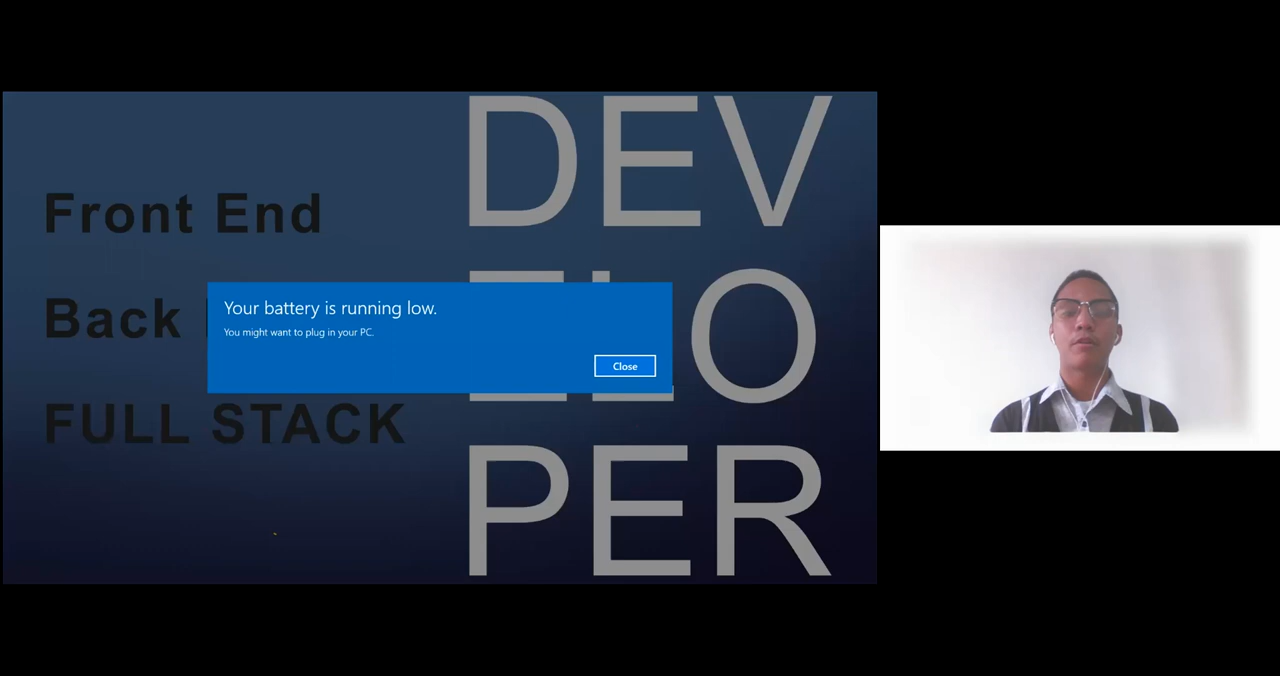 Front End
Back
FULL STACK
DEV
LO
PER
Your battery is running low.
You might want to plug in your PC.
Close